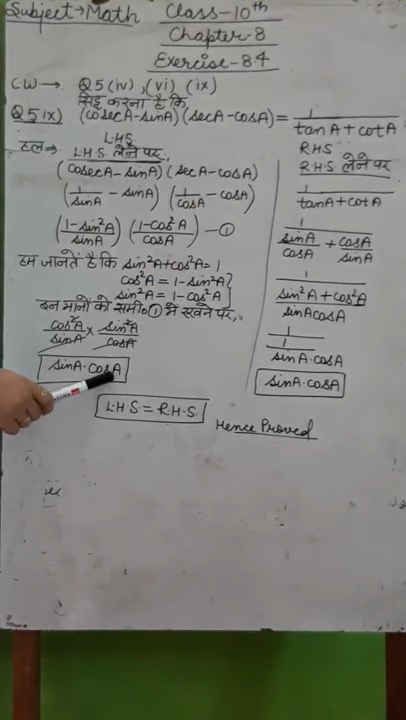 Subject→Math Class-10th
Chapter-8
Exercise-8.4
C.W.→ Q5(iv),(vi) (ix)
सिद्ध करना है कि
Q5(ix) (cosecA-sinA)(secA-cosA) = 1/(tanA+cotA)
हल→ LHS
L.H.S लेने पर,
(cosecA-sinA)(secA-cosA)
(1/sinA - sinA) (1/cosA - cosA)
((1-sin²A)/sinA) ((1-cos²A)/cosA) —①
हम जानते है कि sin²A+cos²A=1
cos²A = 1-sin²A}
sin²A = 1-cos²A}
इन मानों को समी० ① में रखने पर,
cos²A/sinA × sin²A/cosA
sinA·cosA
RHS
RHS लेने पर
1/(tanA+cotA)
1/(sinA/cosA + cosA/sinA)
1/((sin²A+cos²A)/(sinAcosA))
1/(1/(sinA·cosA))
sinA·cosA
L.H.S = R.H.S.
Hence Proved